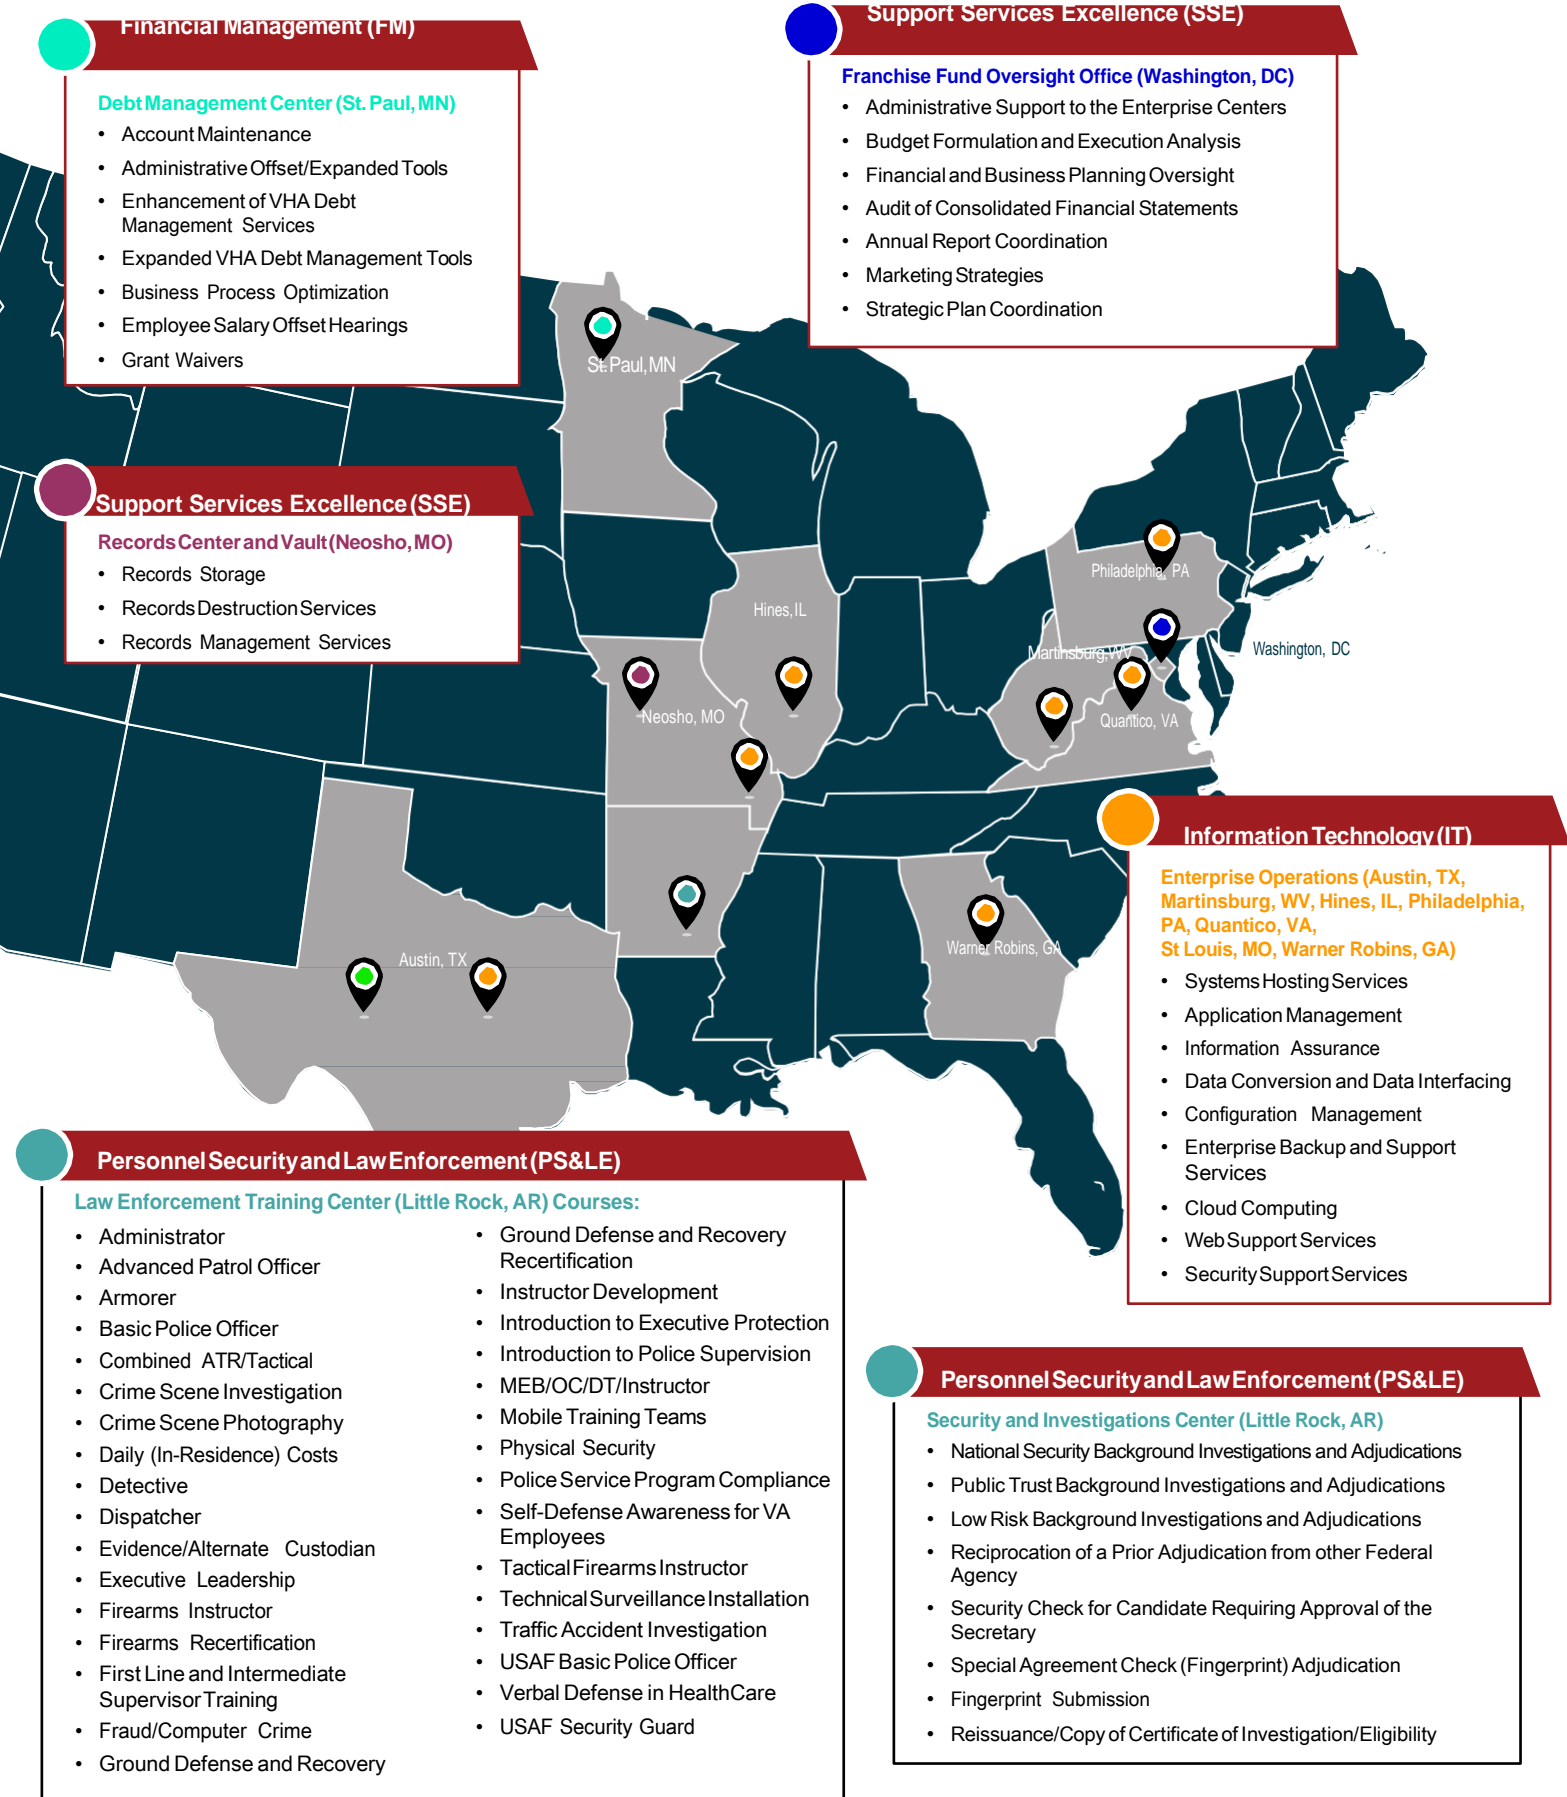 Financial Management (FM)
Debt Management Center (St. Paul, MN)
• Account Maintenance
• Administrative Offset/Expanded Tools
• Enhancement of VHA Debt
Management Services
• Expanded VHA Debt Management Tools
• Business Process Optimization
• Employee Salary Offset Hearings
• Grant Waivers
Support Services Excellence (SSE)
Franchise Fund Oversight Office (Washington, DC)
• Administrative Support to the Enterprise Centers
• Budget Formulation and Execution Analysis
• Financial and Business Planning Oversight
• Audit of Consolidated Financial Statements
• Annual Report Coordination
• Marketing Strategies
• Strategic Plan Coordination
St. Paul, MN
Support Services Excellence (SSE)
Records Center and Vault (Neosho, MO)
• Records Storage
• Records Destruction Services
• Records Management Services
Philadelphia, PA
Hines, IL
Martinsburg, WV
Washington, DC
Neosho, MO
Quantico, VA
Warner Robins, GA
Austin, TX
Information Technology (IT)
Enterprise Operations (Austin, TX,
Martinsburg, WV, Hines, IL, Philadelphia,
PA, Quantico, VA,
St Louis, MO, Warner Robins, GA)
• Systems Hosting Services
• Application Management
• Information Assurance
• Data Conversion and Data Interfacing
• Configuration Management
• Enterprise Backup and Support
Services
• Cloud Computing
• Web Support Services
• Security Support Services
Personnel Security and Law Enforcement (PS&LE)
Law Enforcement Training Center (Little Rock, AR) Courses:
• Administrator
• Advanced Patrol Officer
• Armorer
• Basic Police Officer
• Combined ATR/Tactical
• Crime Scene Investigation
• Crime Scene Photography
• Daily (In-Residence) Costs
• Detective
• Dispatcher
• Evidence/Alternate Custodian
• Executive Leadership
• Firearms Instructor
• Firearms Recertification
• First Line and Intermediate
Supervisor Training
• Fraud/Computer Crime
• Ground Defense and Recovery
• Ground Defense and Recovery
Recertification
• Instructor Development
• Introduction to Executive Protection
• Introduction to Police Supervision
• MEB/OC/DT/Instructor
• Mobile Training Teams
• Physical Security
• Police Service Program Compliance
• Self-Defense Awareness for VA
Employees
• Tactical Firearms Instructor
• Technical Surveillance Installation
• Traffic Accident Investigation
• USAF Basic Police Officer
• Verbal Defense in HealthCare
• USAF Security Guard
Personnel Security and Law Enforcement (PS&LE)
Security and Investigations Center (Little Rock, AR)
• National Security Background Investigations and Adjudications
• Public Trust Background Investigations and Adjudications
• Low Risk Background Investigations and Adjudications
• Reciprocation of a Prior Adjudication from other Federal
Agency
• Security Check for Candidate Requiring Approval of the
Secretary
• Special Agreement Check (Fingerprint) Adjudication
• Fingerprint Submission
• Reissuance/Copy of Certificate of Investigation/Eligibility